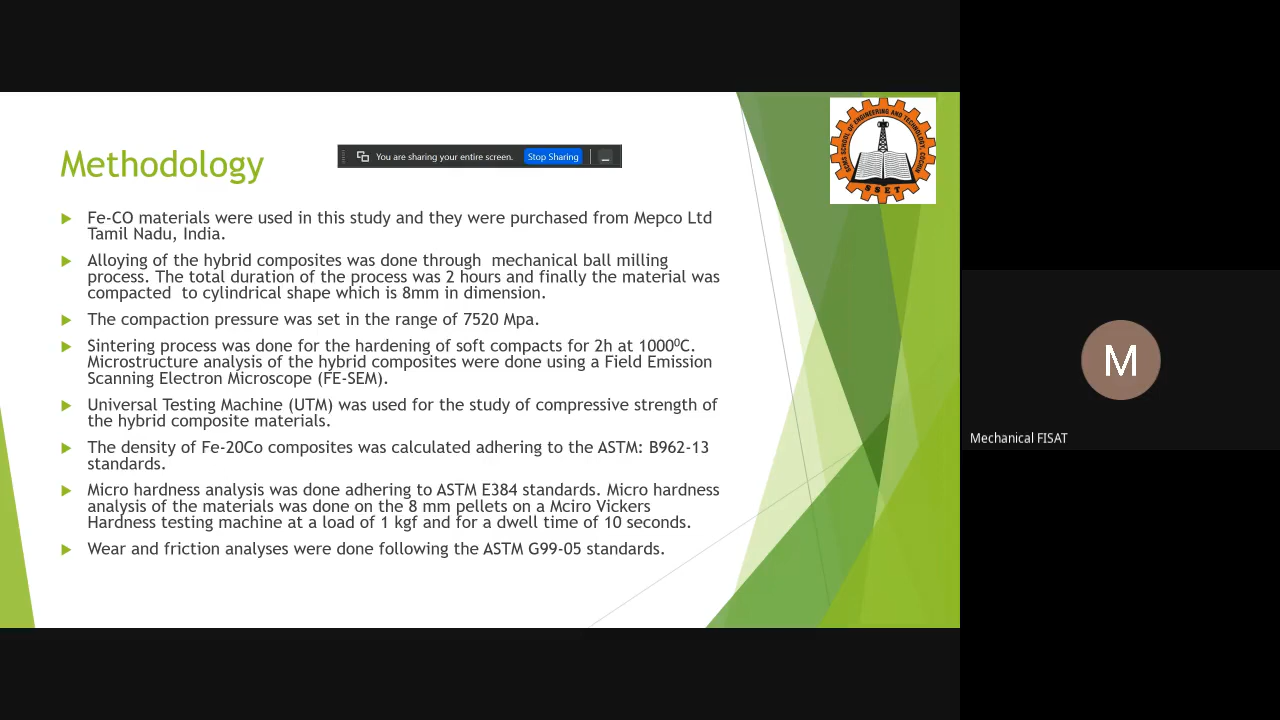 You are sharing your entire screen.
Stop Sharing
SCMS SCHOOL OF ENGINEERING AND TECHNOLOGY, COCHIN
SSET
Methodology
Fe-CO materials were used in this study and they were purchased from Mepco Ltd
Tamil Nadu, India.
Alloying of the hybrid composites was done through mechanical ball milling
process. The total duration of the process was 2 hours and finally the material was
compacted to cylindrical shape which is 8mm in dimension.
The compaction pressure was set in the range of 7520 Mpa.
Sintering process was done for the hardening of soft compacts for 2h at 1000⁰C.
Microstructure analysis of the hybrid composites were done using a Field Emission
Scanning Electron Microscope (FE-SEM).
Universal Testing Machine (UTM) was used for the study of compressive strength of
the hybrid composite materials.
The density of Fe-20Co composites was calculated adhering to the ASTM: B962-13
standards.
Micro hardness analysis was done adhering to ASTM E384 standards. Micro hardness
analysis of the materials was done on the 8 mm pellets on a Mciro Vickers
Hardness testing machine at a load of 1 kgf and for a dwell time of 10 seconds.
Wear and friction analyses were done following the ASTM G99-05 standards.
M
Mechanical FISAT